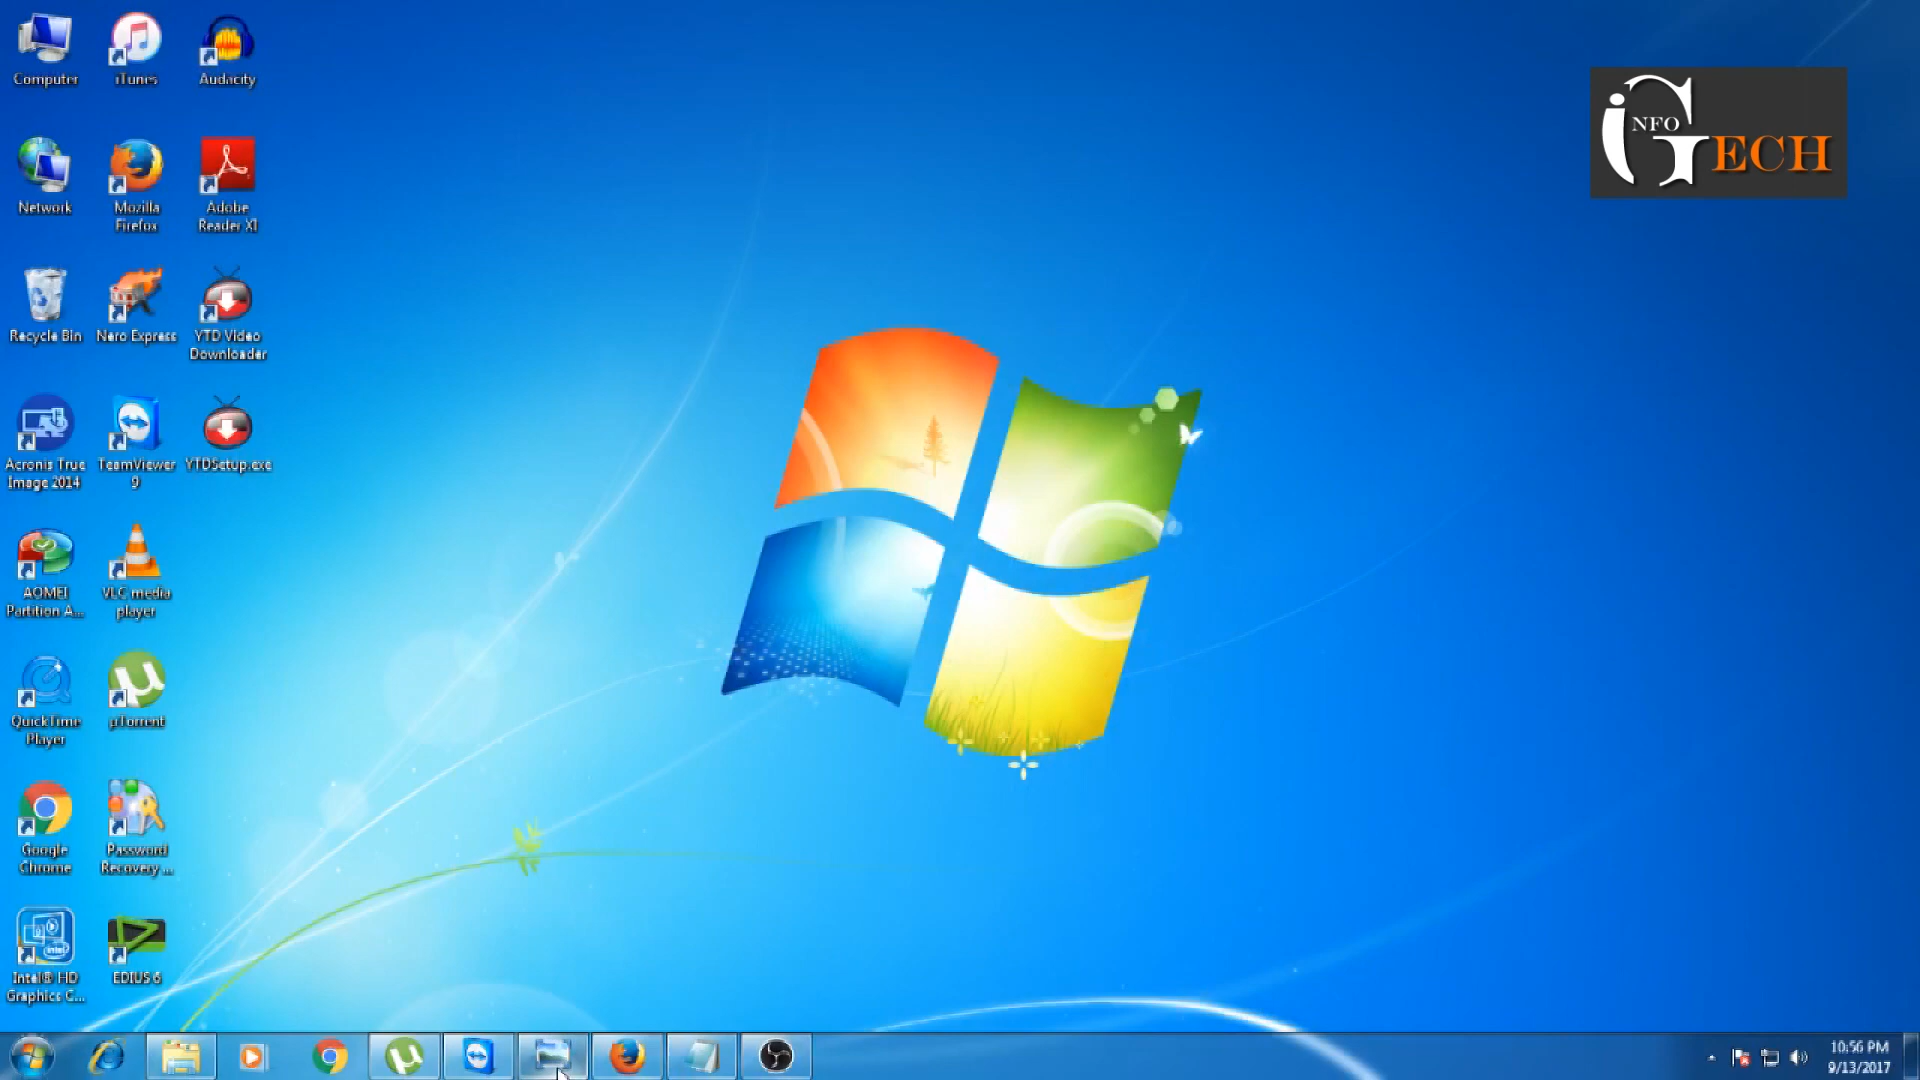 Computer
iTunes
Audacity
Network
Mozilla
Firefox
Adobe
Reader XI
Recycle Bin
Nero Express
YTD Video
Downloader
Acronis True
Image 2014
TeamViewer
9
YTDSetup.exe
AOMEI
Partition A...
VLC media
player
QuickTime
Player
µTorrent
Google
Chrome
Password
Recovery ...
Intel® HD
Graphics C...
EDIUS 6
iNFO
GECH
10:56 PM
9/13/2017